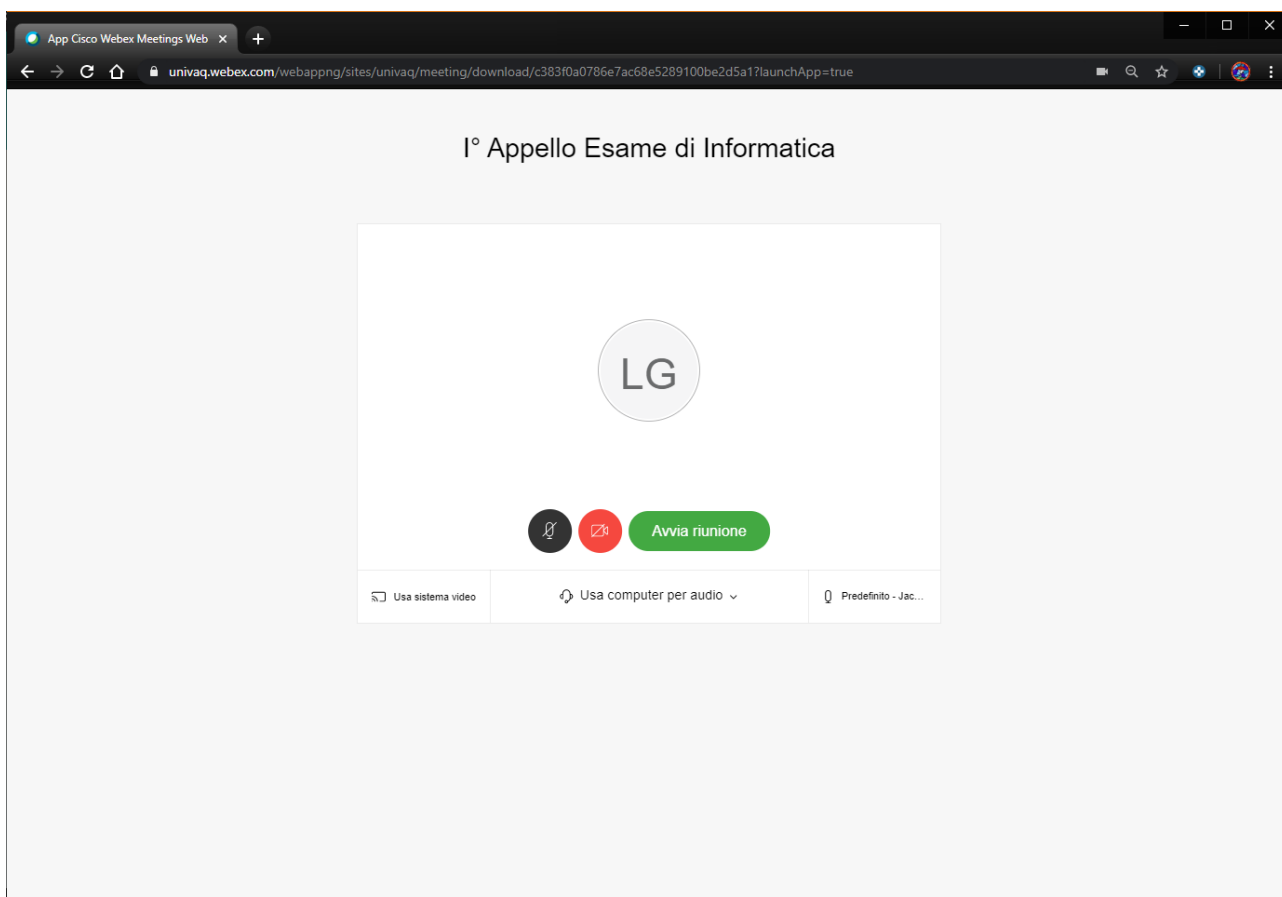 App Cisco Webex Meetings Web
univaq.webex.com/webappng/sites/univaq/meeting/download/c383f0a0786e7ac68e5289100be2d5a1?launchApp=true
I° Appello Esame di Informatica
LG
Avvia riunione
Usa sistema video
Usa computer per audio
Predefinito - Jac...